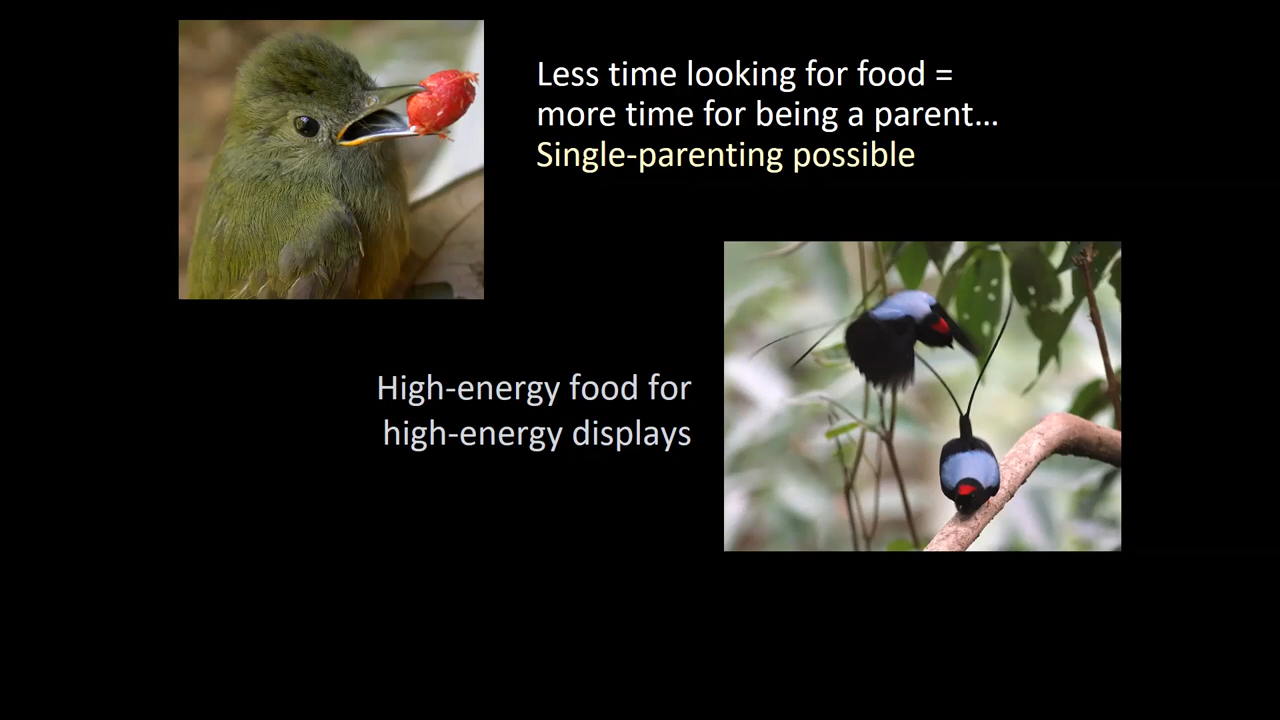 Less time looking for food =
more time for being a parent…
Single-parenting possible
High-energy food for
high-energy displays